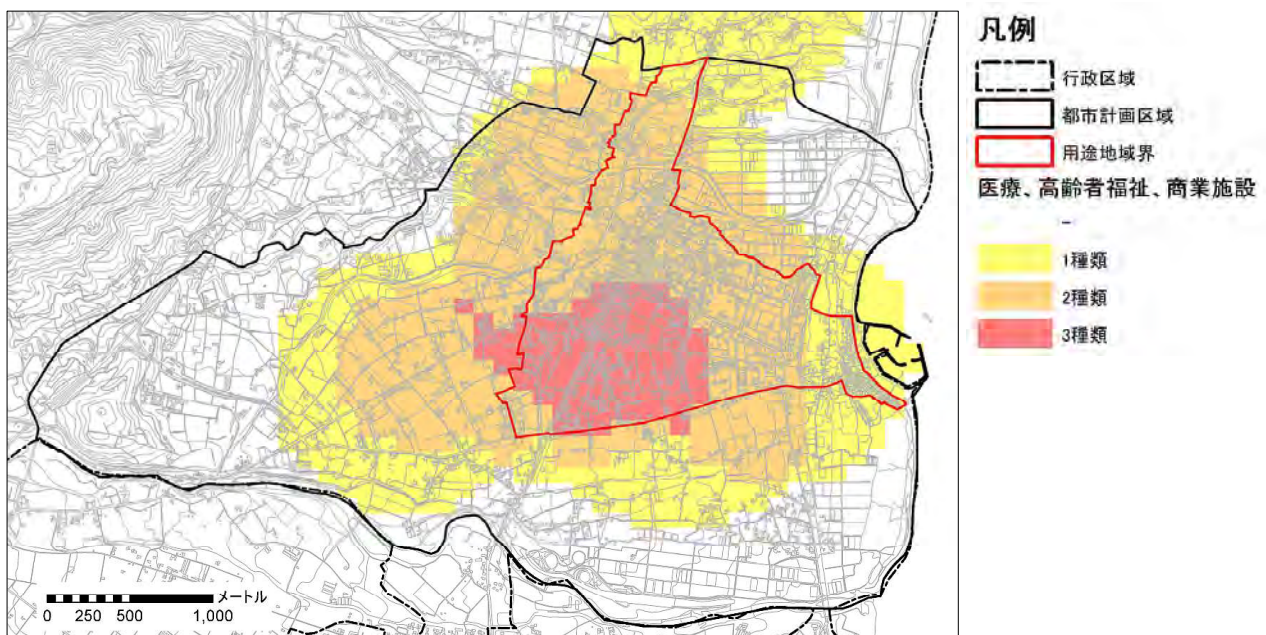 凡例
行政区域
都市計画区域
用途地域界
医療、高齢者福祉、商業施設
-
1種類
2種類
3種類
メートル
0 250 500 1,000